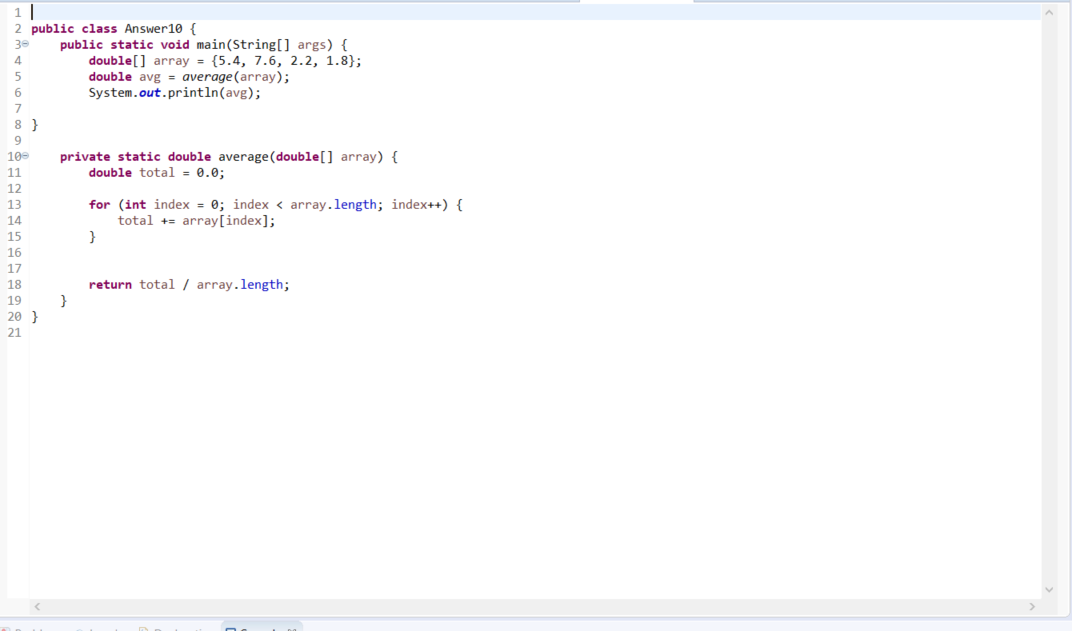 1
2 public class Answer10 {
3 public static void main(String[] args) {
4 double[] array = {5.4, 7.6, 2.2, 1.8};
5 double avg = average(array);
6 System.out.println(avg);
7
8 }
9
10 private static double average(double[] array) {
11 double total = 0.0;
12
13 for (int index = 0; index < array.length; index++) {
14 total += array[index];
15 }
16
17
18 return total / array.length;
19 }
20 }
21